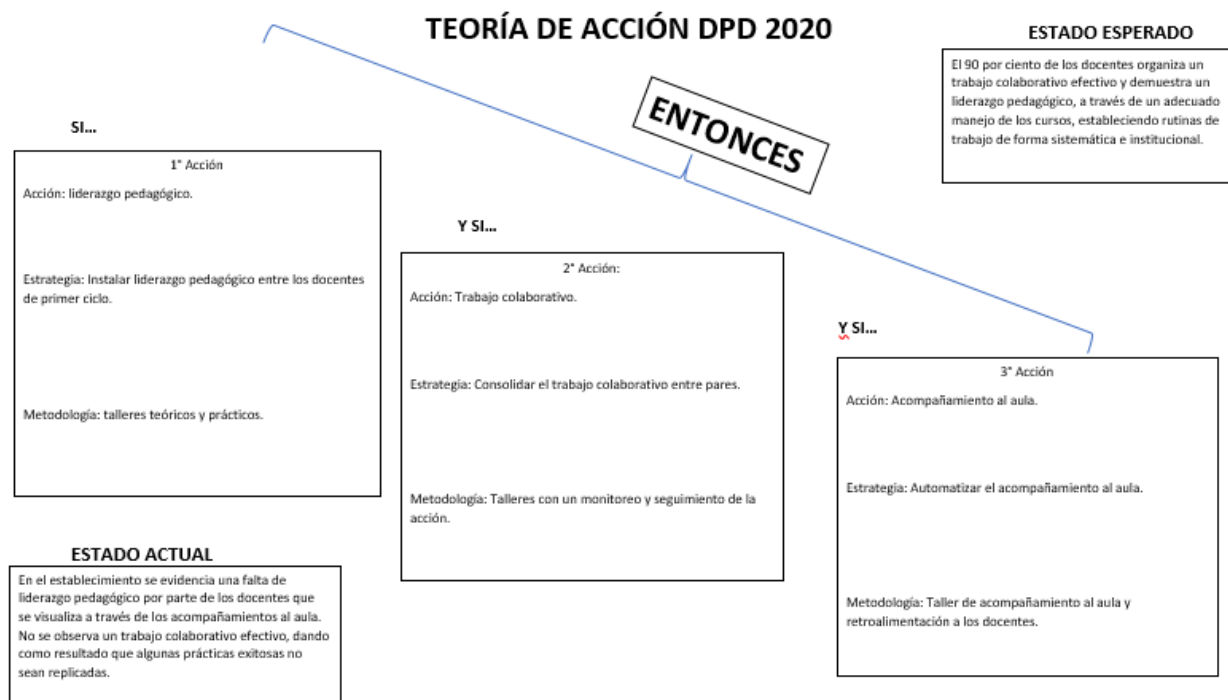 TEORÍA DE ACCIÓN DPD 2020
ESTADO ESPERADO
El 90 por ciento de los docentes organiza un
trabajo colaborativo efectivo y demuestra un
liderazgo pedagógico, a través de un adecuado
manejo de los cursos, estableciendo rutinas de
trabajo de forma sistemática e institucional.
ENTONCES
SI...
1° Acción
Acción: liderazgo pedagógico.
Estrategia: Instalar liderazgo pedagógico entre los docentes
de primer ciclo.
Metodología: talleres teóricos y prácticos.
Y SI...
2° Acción:
Acción: Trabajo colaborativo.
Estrategia: Consolidar el trabajo colaborativo entre pares.
Metodología: Talleres con un monitoreo y seguimiento de la
acción.
Y SI...
3° Acción
Acción: Acompañamiento al aula.
Estrategia: Automatizar el acompañamiento al aula.
Metodología: Taller de acompañamiento al aula y
retroalimentación a los docentes.
ESTADO ACTUAL
En el establecimiento se evidencia una falta de
liderazgo pedagógico por parte de los docentes que
se visualiza a través de los acompañamientos al aula.
No se observa un trabajo colaborativo efectivo, dando
como resultado que algunas prácticas exitosas no
sean replicadas.